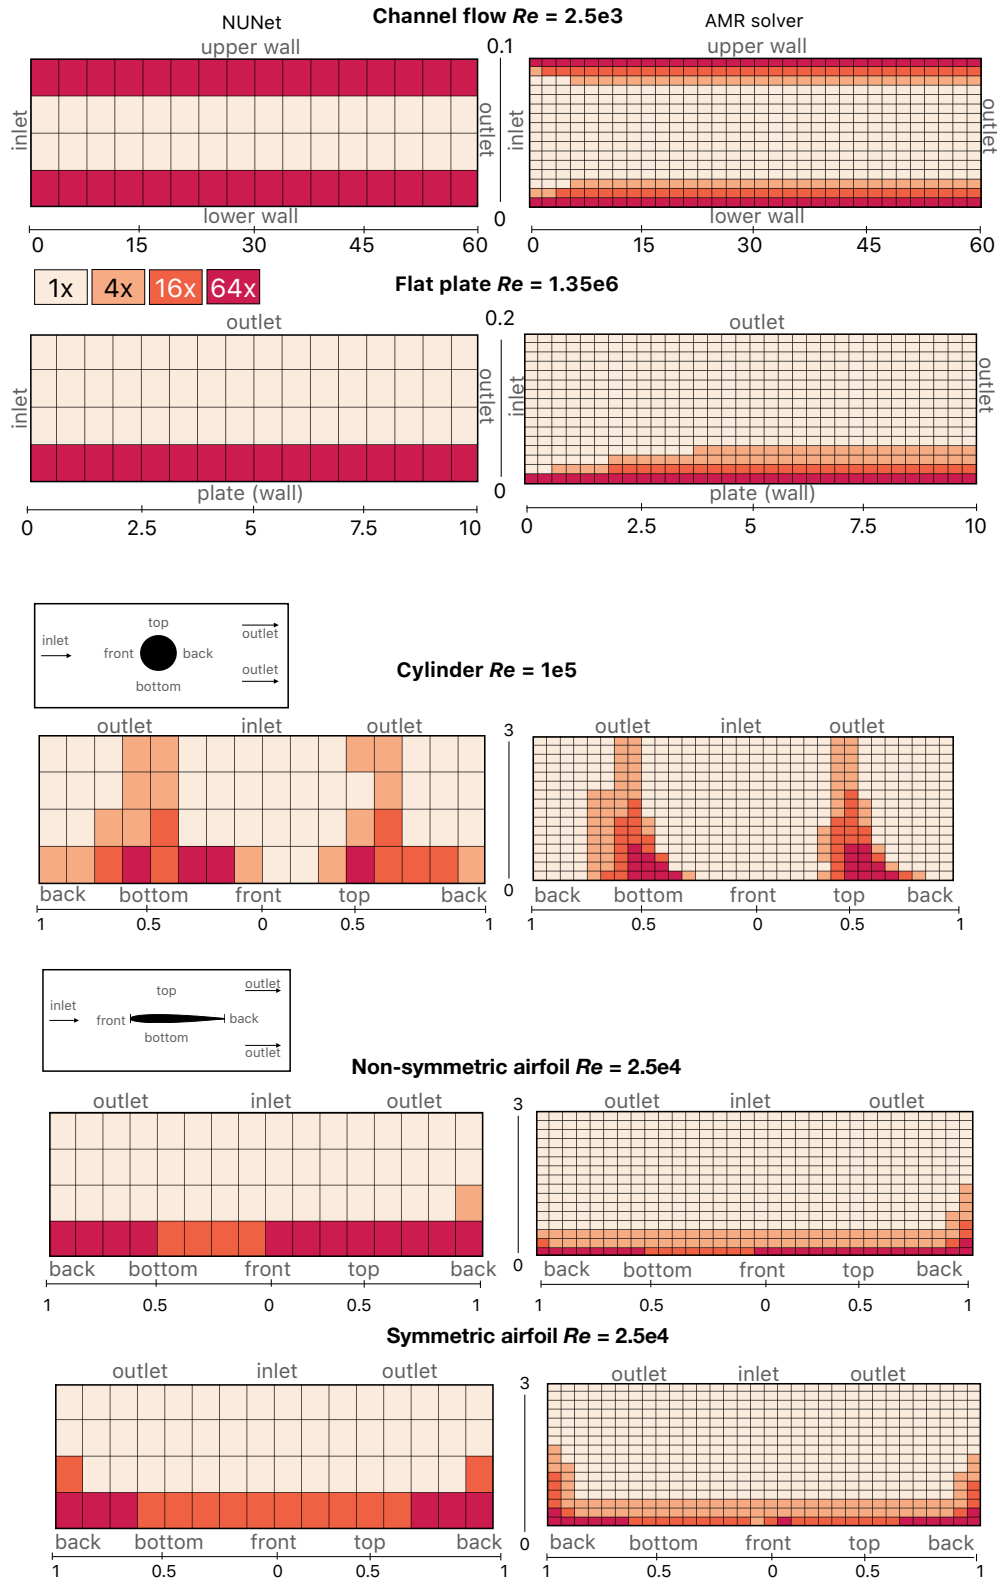 Channel flow Re = 2.5e3
NUNet
AMR solver
upper wall
0.1
upper wall
inlet
outlet
inlet
outlet
lower wall
0
lower wall
0 15 30 45 60
0 15 30 45 60
1x 4x 16x 64x
Flat plate Re = 1.35e6
outlet
0.2
outlet
inlet
outlet
inlet
outlet
plate (wall)
0
plate (wall)
0 2.5 5 7.5 10
0 2.5 5 7.5 10
top
inlet
outlet
front
back
outlet
bottom
Cylinder Re = 1e5
outlet inlet outlet
3
outlet inlet outlet
0
back bottom front top back
back bottom front top back
1 0.5 0 0.5 1
1 0.5 0 0.5 1
top
outlet
inlet
front
back
bottom
outlet
Non-symmetric airfoil Re = 2.5e4
outlet inlet outlet
3
outlet inlet outlet
0
back bottom front top back
back bottom front top back
1 0.5 0 0.5 1
1 0.5 0 0.5 1
Symmetric airfoil Re = 2.5e4
outlet inlet outlet
3
outlet inlet outlet
0
back bottom front top back
back bottom front top back
1 0.5 0 0.5 1
1 0.5 0 0.5 1